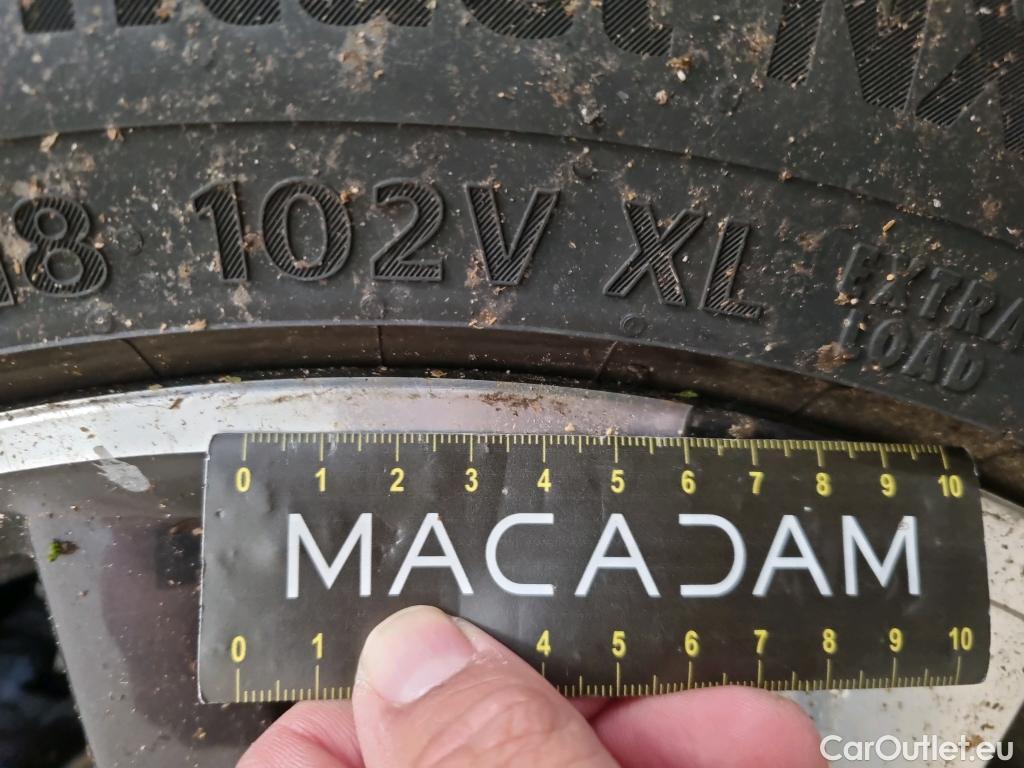 18 102V XL
EXTRA
LOAD
0 1 2 3 4 5 6 7 8 9 10
MACADAM
0 1 4 5 6 7 8 9 10
CarOutlet.eu